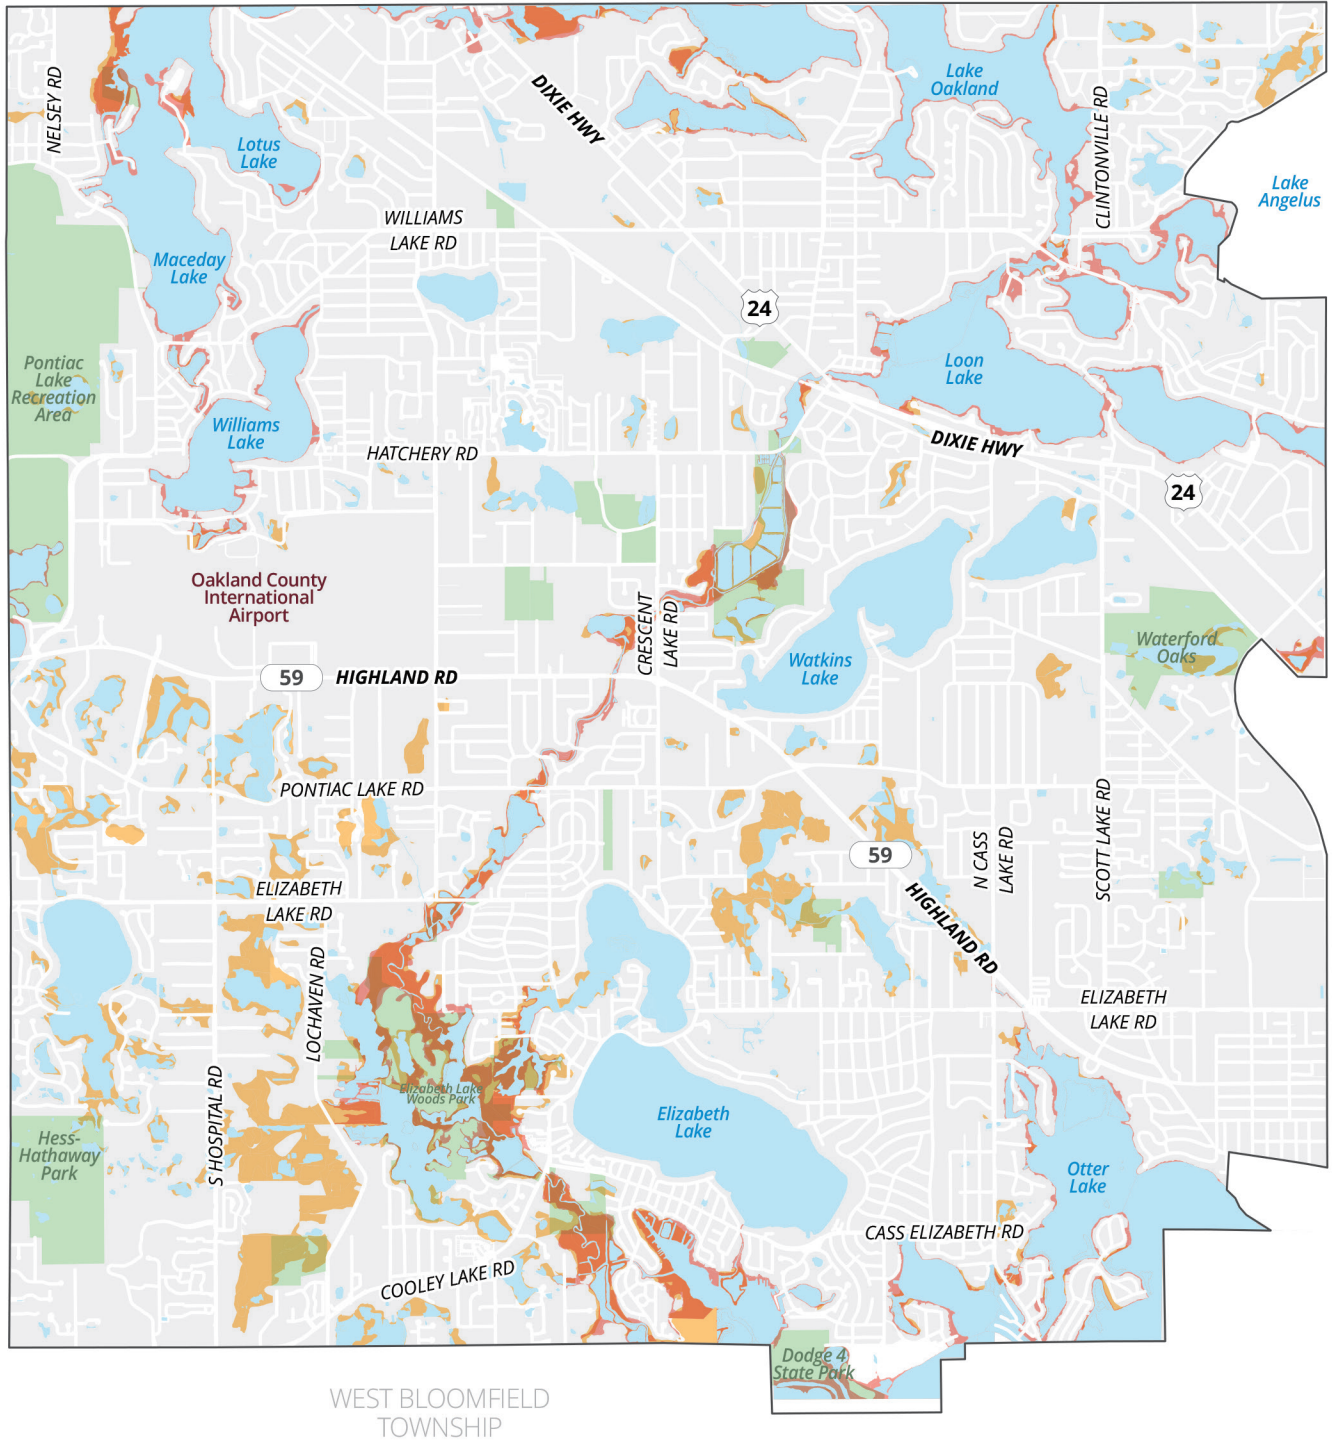 NELSEY RD
DIXIE HWY
Lake
Oakland
CLINTONVILLE RD
Lotus
Lake
Lake
Angelus
WILLIAMS
LAKE RD
Maceday
Lake
24
Pontiac
Lake
Recreation
Area
Loon
Lake
Williams
Lake
HATCHERY RD
DIXIE HWY
24
Oakland County
International
Airport
CRESCENT
LAKE RD
Waterford
Oaks
Watkins
Lake
59
HIGHLAND RD
PONTIAC LAKE RD
59
N CASS
LAKE RD
SCOTT LAKE RD
ELIZABETH
LAKE RD
HIGHLAND RD
LOCHAVEN RD
ELIZABETH
LAKE RD
Elizabeth Lake
Woods Park
S HOSPITAL RD
Elizabeth
Lake
Hess-
Hathaway
Park
Otter
Lake
CASS ELIZABETH RD
COOLEY LAKE RD
Dodge 4
State Park
WEST BLOOMFIELD
TOWNSHIP